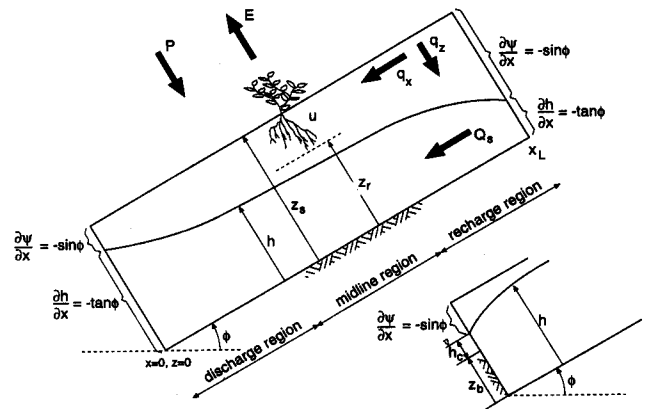 P
E
q_z
q_x
∂ψ/∂x = -sinϕ
∂h/∂x = -tanϕ
u
Q_s
x_L
z_s
z_r
h
∂ψ/∂x = -sinϕ
∂h/∂x = -tanϕ
ϕ
x=0, z=0
discharge region
midline region
recharge region
∂ψ/∂x = -sinϕ
h
h_c
z_b
ϕ